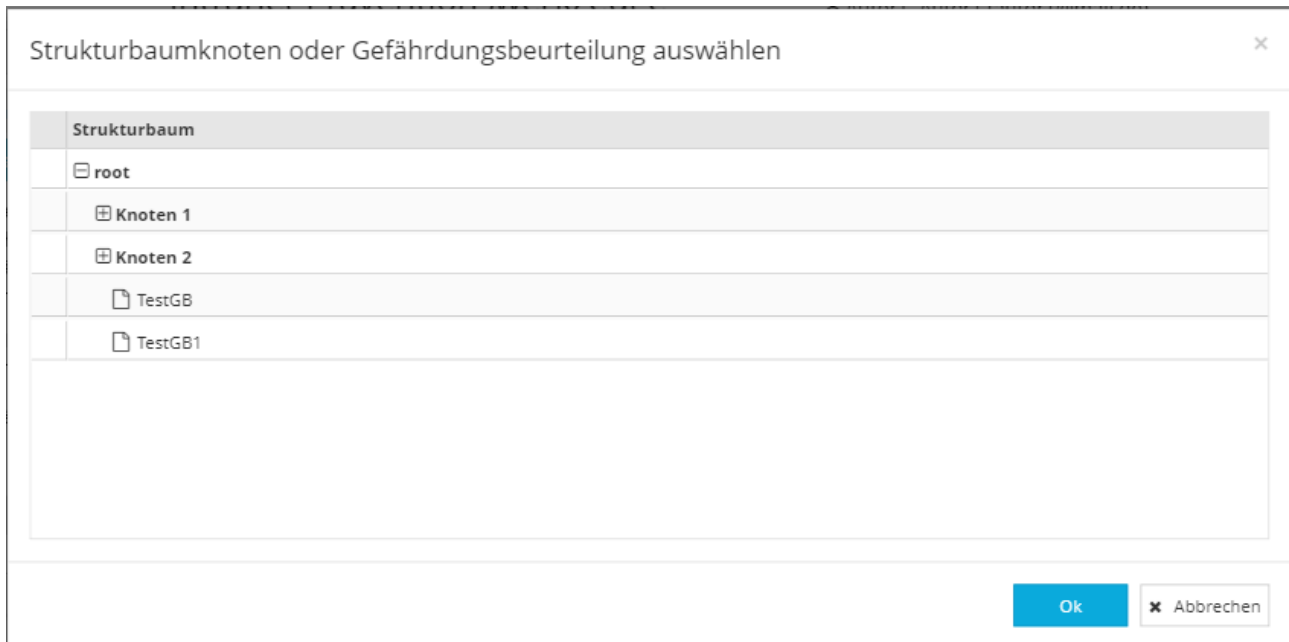 Strukturbaumknoten oder Gefährdungsbeurteilung auswählen
Strukturbaum
root
Knoten 1
Knoten 2
TestGB
TestGB1
Ok
Abbrechen